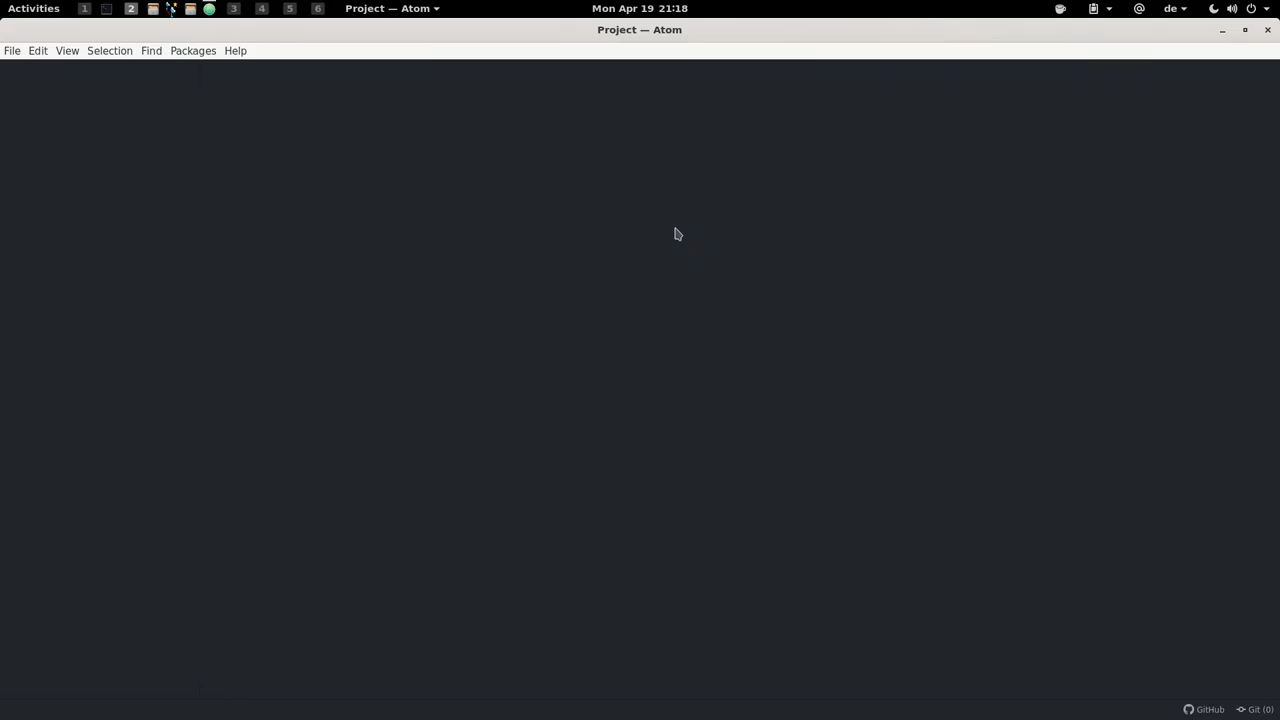 Activities 1 2 3 4 5 6 Project — Atom Mon Apr 19 21:18 de
Project — Atom
File Edit View Selection Find Packages Help
GitHub Git (0)